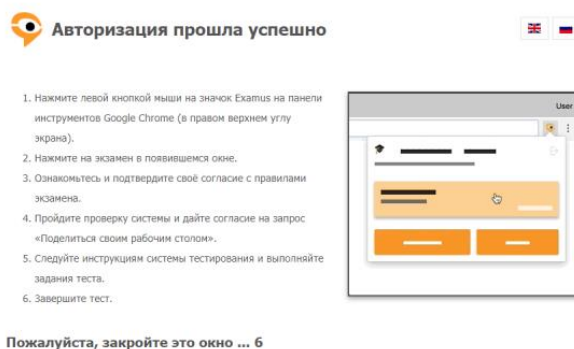 Авторизация прошла успешно
1. Нажмите левой кнопкой мыши на значок Examus на панели
инструментов Google Chrome (в правом верхнем углу
экрана).
2. Нажмите на экзамен в появившемся окне.
3. Ознакомьтесь и подтвердите своё согласие с правилами
экзамена.
4. Пройдите проверку системы и дайте согласие на запрос
«Поделиться своим рабочим столом».
5. Следуйте инструкциям системы тестирования и выполняйте
задания теста.
6. Завершите тест.
User
Пожалуйста, закройте это окно ... 6